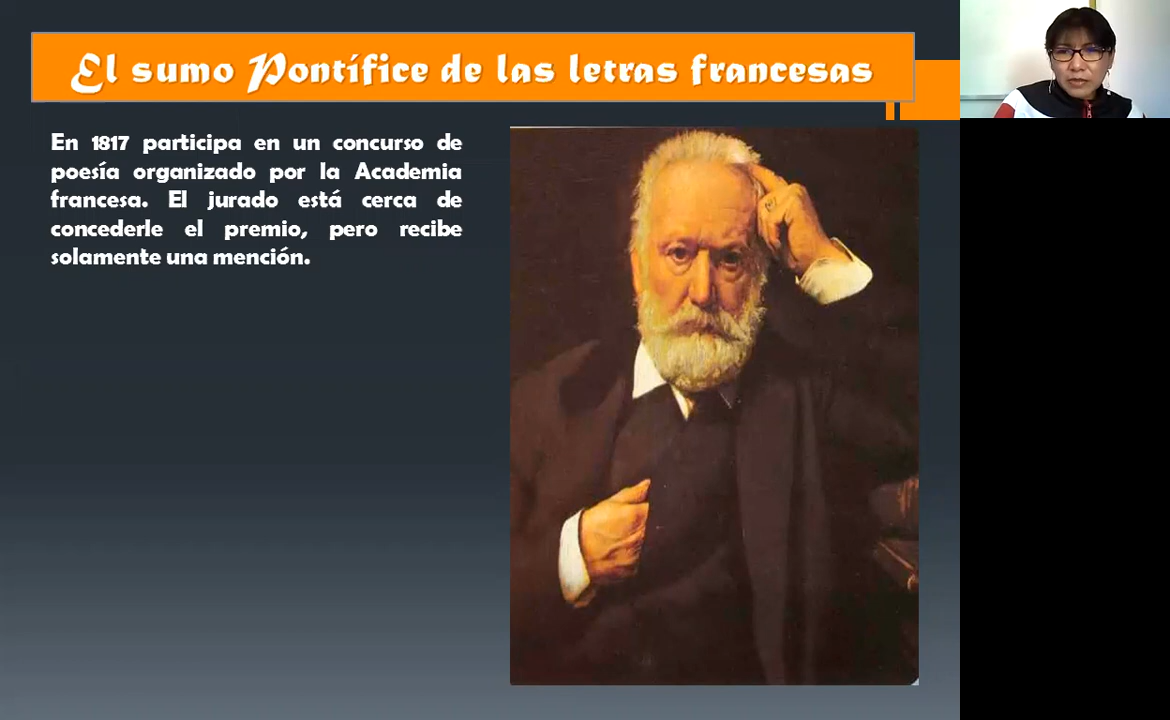 El sumo Pontífice de las letras francesas
En 1817 participa en un concurso de
poesía organizado por la Academia
francesa. El jurado está cerca de
concederle el premio, pero recibe
solamente una mención.